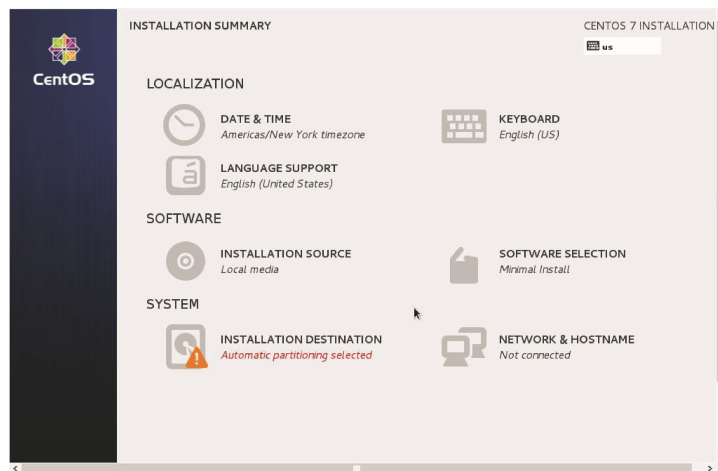 INSTALLATION SUMMARY
CENTOS 7 INSTALLATION
us
CentOS
LOCALIZATION
DATE & TIME
Americas/New York timezone
KEYBOARD
English (US)
á
LANGUAGE SUPPORT
English (United States)
SOFTWARE
INSTALLATION SOURCE
Local media
SOFTWARE SELECTION
Minimal Install
SYSTEM
INSTALLATION DESTINATION
Automatic partitioning selected
NETWORK & HOSTNAME
Not connected